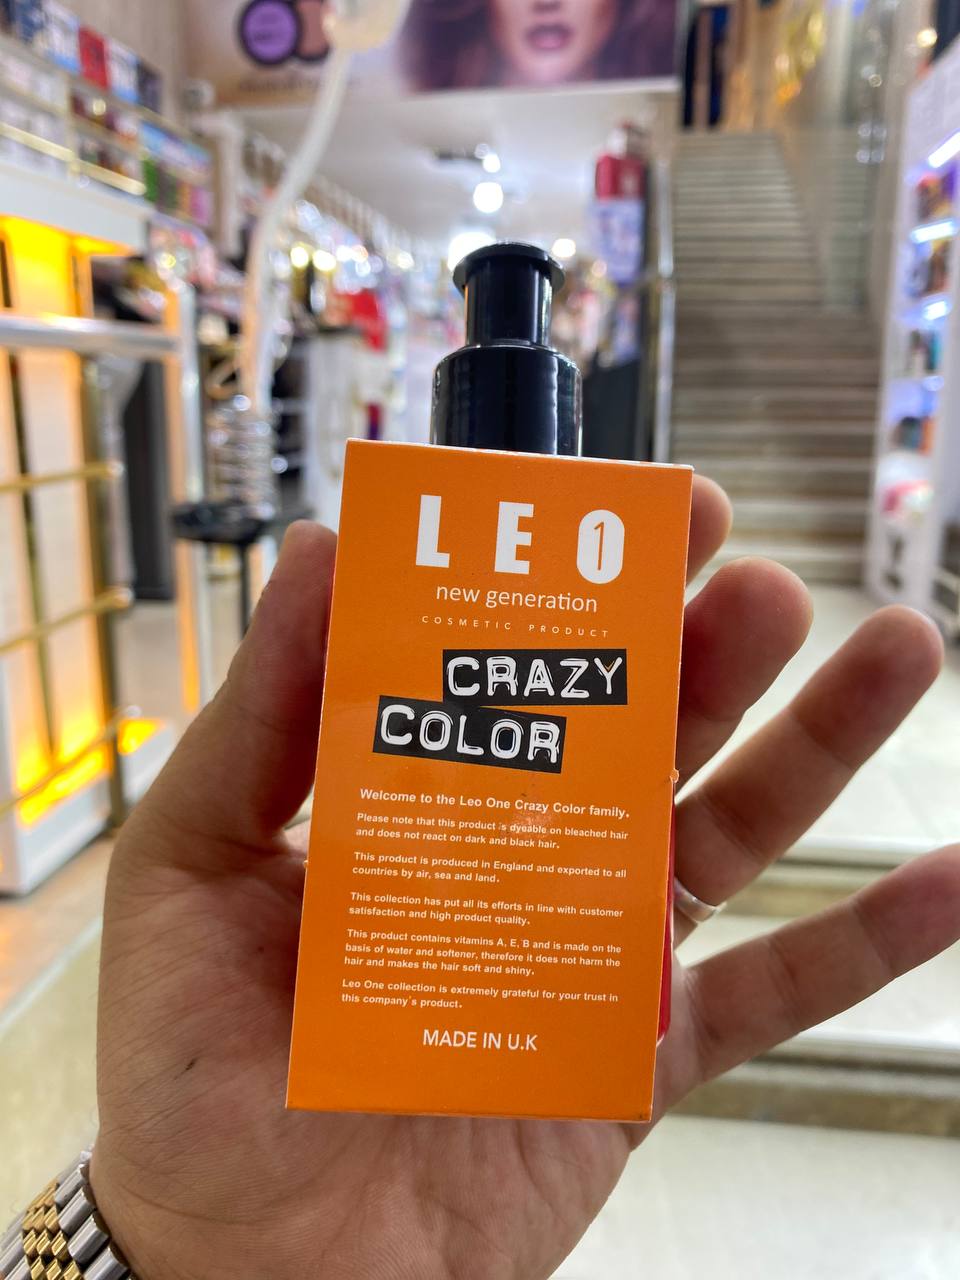 LEO
1
new generation
COSMETIC PRODUCT
CRAZY
COLOR
Welcome to the Leo One Crazy Color family.
Please note that this product is dyeable on bleached hair
and does not react on dark and black hair.
This product is produced in England and exported to all
countries by air, sea and land.
This collection has put all its efforts in line with customer
satisfaction and high product quality.
This product contains vitamins A, E, B and is made on the
basis of water and softener, therefore it does not harm the
hair and makes the hair soft and shiny.
Leo One collection is extremely grateful for your trust in
this company's product.
MADE IN U.K